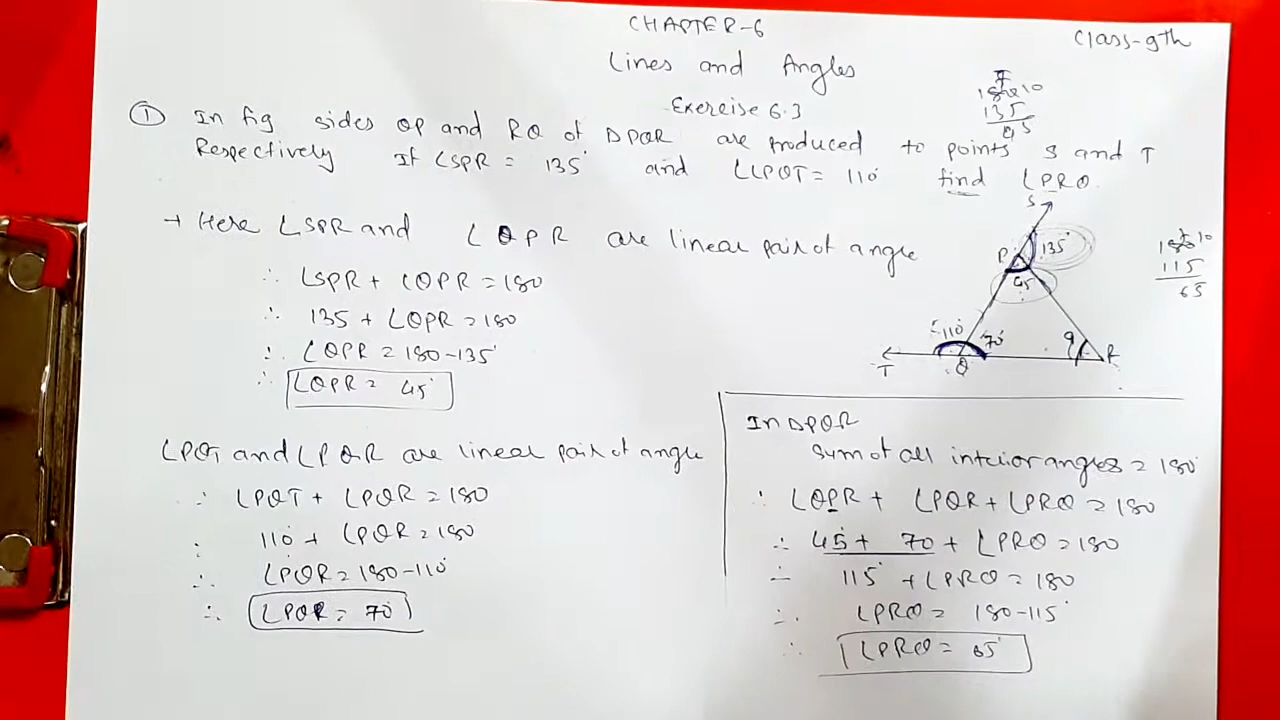 CHAPTER-6
Class-9th
Lines and Angles
Exercise 6.3
① In fig sides QP and RQ of ΔPQR are produced to points S and T
Respectively If ∠SPR = 135° and ∠∠PQT = 110° find ∠PRQ.
→ Here ∠SPR and ∠QPR are linear pair of angle
∴ ∠SPR + ∠QPR = 180
∴ 135 + ∠QPR = 180
∴ ∠QPR = 180-135°
∴ ∠QPR = 45°
∠PQT and ∠PQR are linear pair of angle
∴ ∠PQT + ∠PQR = 180
∴ 110° + ∠PQR = 180
∴ ∠PQR = 180-110°
∴ ∠PQR = 70°
135
45
S
P
135°
45
110°
70°
T
Q
?
R
115
65
In ΔPQR
Sum of all interior angles = 180°
∴ ∠QPR + ∠PQR + ∠PRQ = 180
∴ 45° + 70 + ∠PRQ = 180
∴ 115° + ∠PRQ = 180
∴ ∠PRQ = 180-115°
∴ ∠PRQ = 65°